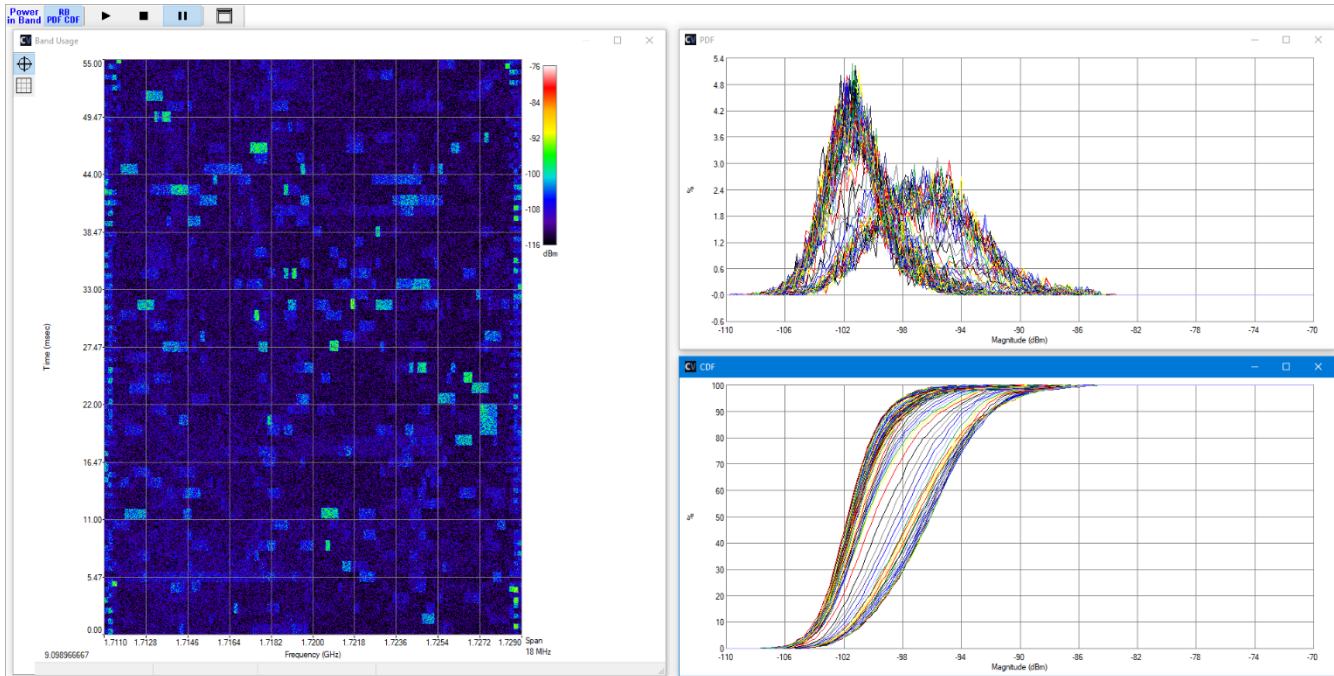 Power in Band
RB PDF CDF
CV Band Usage
55.00
49.47
44.00
38.47
33.00
27.47
22.00
16.47
11.00
5.47
0.00
Time (msec)
1.7110 1.7128 1.7146 1.7164 1.7182 1.7200 1.7218 1.7236 1.7254 1.7272 1.7290
Frequency (GHz)
Span
18 MHz
9.098966667
-76
-84
-92
-100
-108
-116
dBm
CV PDF
5.4
4.8
4.2
3.6
3.0
2.4
1.8
1.2
0.6
-0.0
-0.6
%
-110 -106 -102 -98 -94 -90 -86 -82 -78 -74 -70
Magnitude (dBm)
CV CDF
100
90
80
70
60
50
40
30
20
10
0
%
-110 -106 -102 -98 -94 -90 -86 -82 -78 -74 -70
Magnitude (dBm)